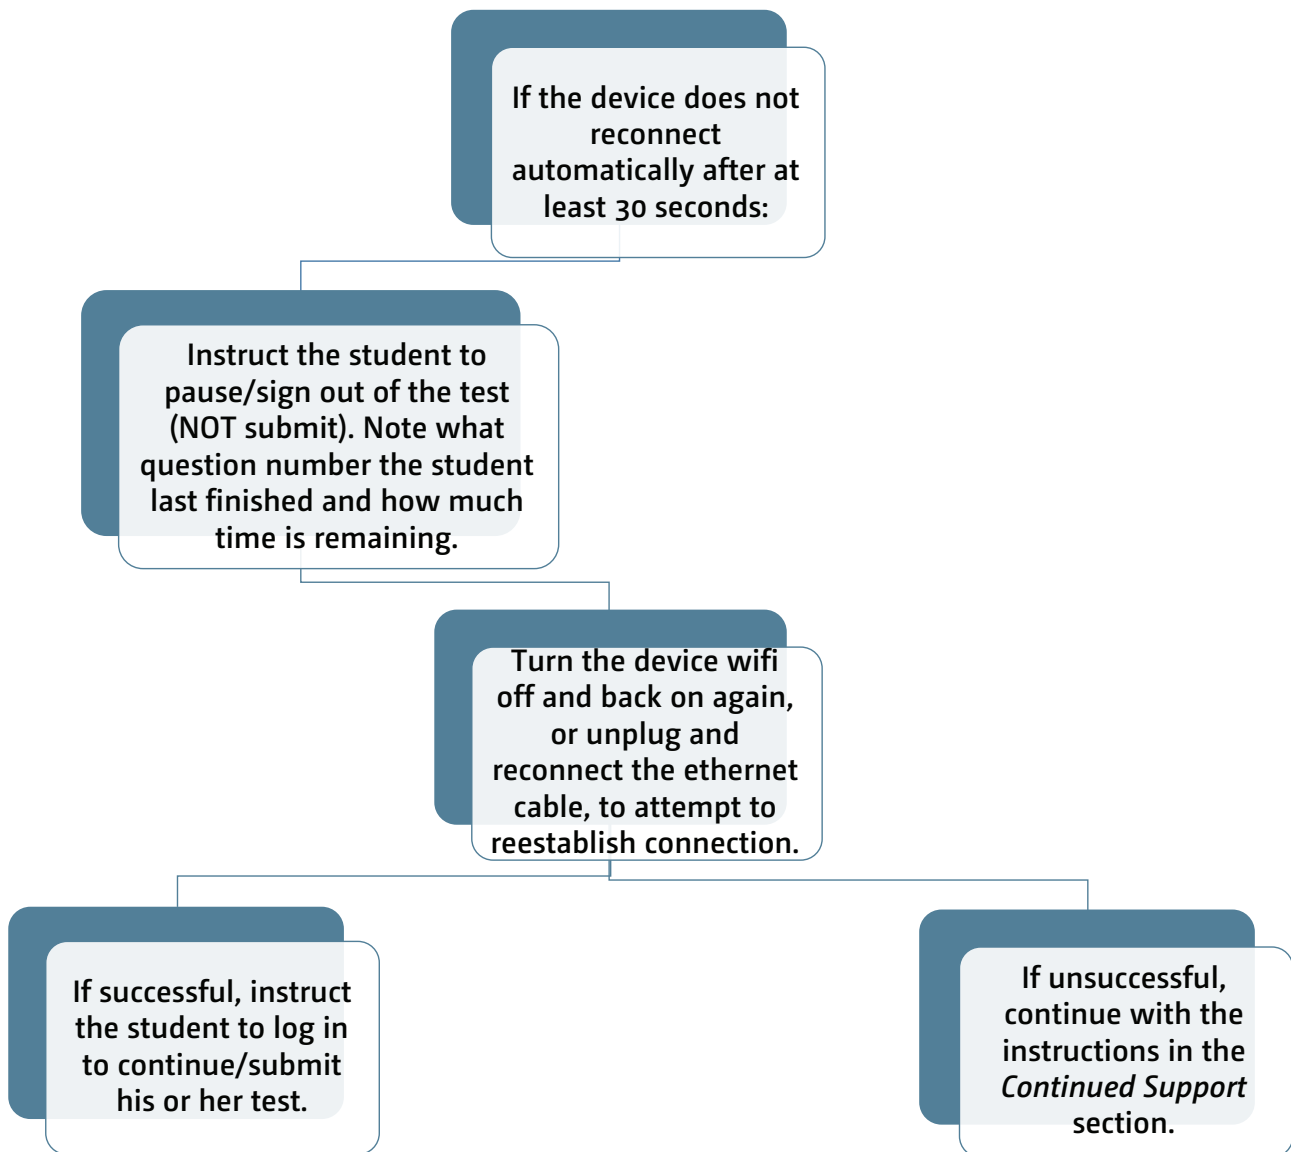 If the device does not
reconnect
automatically after at
least 30 seconds:
Instruct the student to
pause/sign out of the test
(NOT submit). Note what
question number the student
last finished and how much
time is remaining.
Turn the device wifi
off and back on again,
or unplug and
reconnect the ethernet
cable, to attempt to
reestablish connection.
If successful, instruct
the student to log in
to continue/submit
his or her test.
If unsuccessful,
continue with the
instructions in the
Continued Support
section.